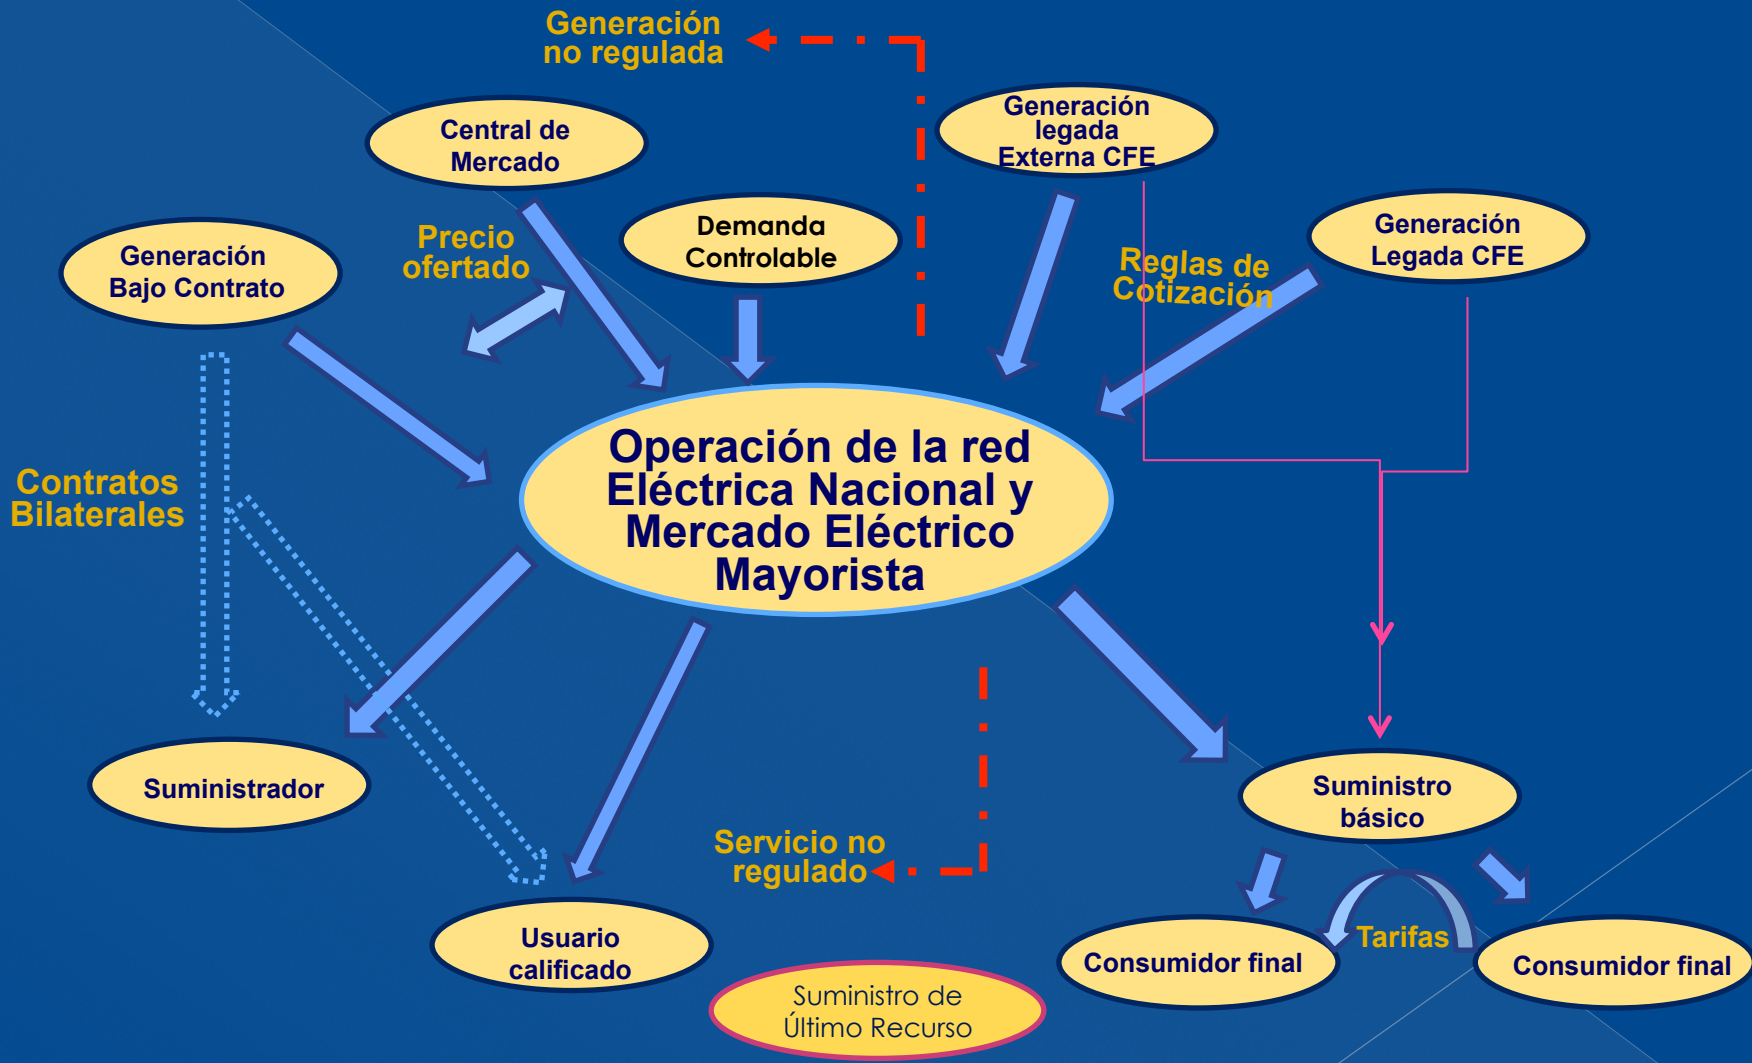 Generación
no regulada
Central de
Mercado
Generación
legada
Externa CFE
Demanda
Controlable
Generación
Legada CFE
Generación
Bajo Contrato
Precio
ofertado
Reglas de
Cotización
Contratos
Bilaterales
Operación de la red
Eléctrica Nacional y
Mercado Eléctrico
Mayorista
Suministrador
Suministro
básico
Servicio no
regulado
Usuario
calificado
Consumidor final
Tarifas
Consumidor final
Suministro de
Último Recurso